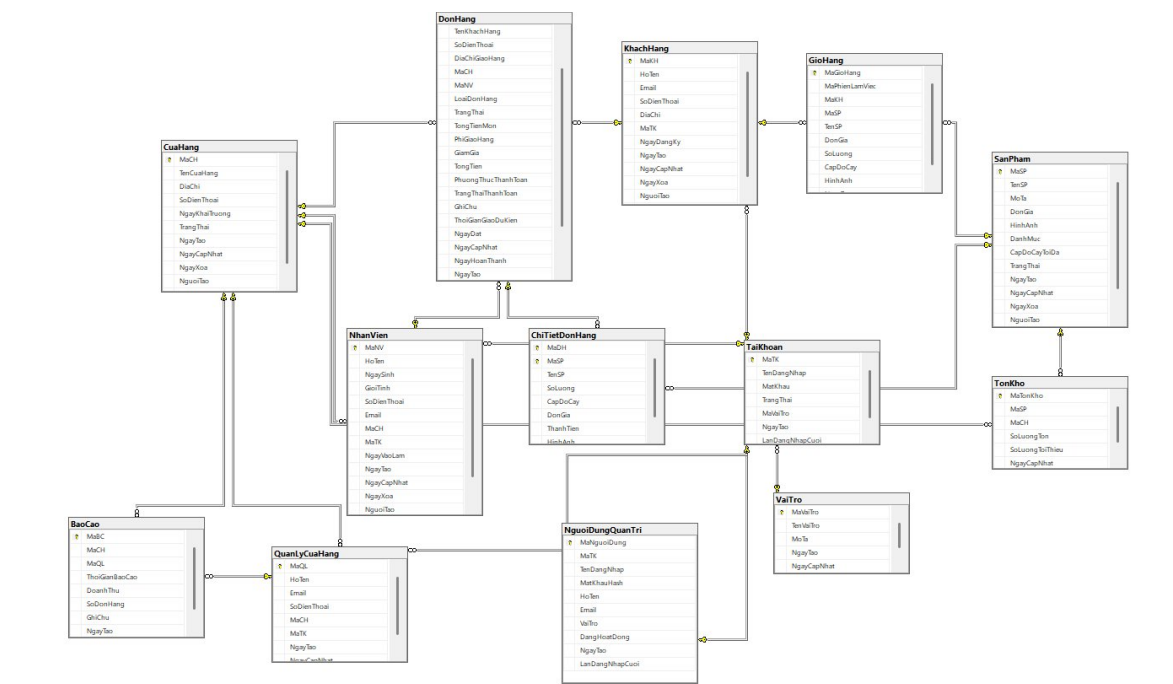 DonHang
TenKhachHang
SoDienThoai
DiaChiGiaoHang
MaCH
MaNV
LoaiDonHang
TrangThai
TongTienMon
PhiGiaoHang
GiamGia
TongTien
PhuongThucThanhToan
TrangThaiThanhToan
GhiChu
ThoiGianGiaoDuKien
NgayDat
NgayCapNhat
NgayHoanThanh
NgayTao
KhachHang
MaKH
HoTen
Email
SoDienThoai
DiaChi
MaTK
NgayDangKy
NgayTao
NgayCapNhat
NgayXoa
NguoiTao
GioHang
MaGioHang
MaPhienLamViec
MaKH
MaSP
TenSP
DonGia
SoLuong
CapDoCay
HinhAnh
CuaHang
MaCH
TenCuaHang
DiaChi
SoDienThoai
NgayKhaiTruong
TrangThai
NgayTao
NgayCapNhat
NgayXoa
NguoiTao
SanPham
MaSP
TenSP
MoTa
DonGia
HinhAnh
DanhMuc
CapDoCayToiDa
TrangThai
NgayTao
NgayCapNhat
NgayXoa
NguoiTao
NhanVien
MaNV
HoTen
NgaySinh
GioiTinh
SoDienThoai
Email
MaCH
MaTK
NgayVaoLam
NgayTao
NgayCapNhat
NgayXoa
NguoiTao
ChiTietDonHang
MaDH
MaSP
TenSP
SoLuong
CapDoCay
DonGia
ThanhTien
HinhAnh
TaiKhoan
MaTK
TenDangNhap
MatKhau
TrangThai
MaVaiTro
NgayTao
LanDangNhapCuoi
TonKho
MaTonKho
MaSP
MaCH
SoLuongTon
SoLuongToiThieu
NgayCapNhat
VaiTro
MaVaiTro
TenVaiTro
MoTa
NgayTao
NgayCapNhat
BaoCao
MaBC
MaCH
MaQL
ThoiGianBaoCao
DoanhThu
SoDonHang
GhiChu
NgayTao
QuanLyCuaHang
MaQL
HoTen
Email
SoDienThoai
MaCH
MaTK
NgayTao
NgayCapNhat
NguoiDungQuanTri
MaNguoiDung
MaTK
TenDangNhap
MatKhauHash
HoTen
Email
VaiTro
DangHoatDong
NgayTao
LanDangNhapCuoi